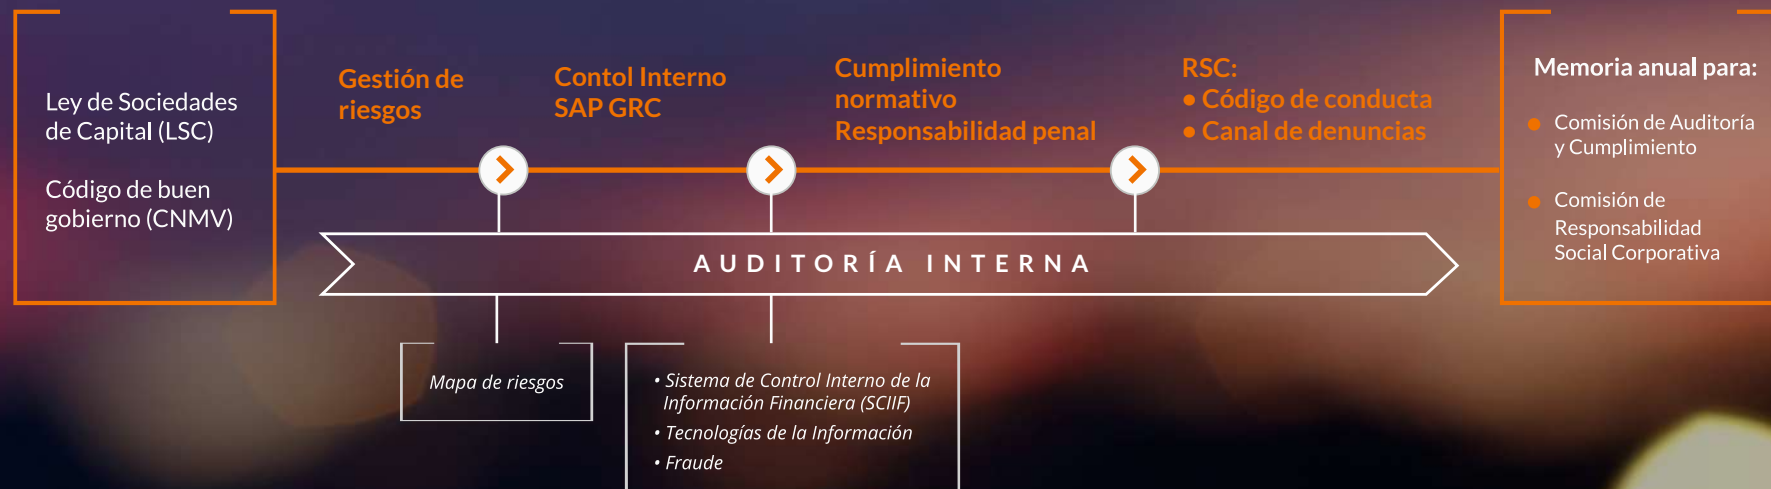 Ley de Sociedades
de Capital (LSC)
Código de buen
gobierno (CNMV)
Gestión de
riesgos
Contol Interno
SAP GRC
Cumplimiento
normativo
Responsabilidad penal
RSC:
• Código de conducta
• Canal de denuncias
Memoria anual para:
• Comisión de Auditoría
y Cumplimiento
• Comisión de
Responsabilidad
Social Corporativa
AUDITORÍA INTERNA
Mapa de riesgos
• Sistema de Control Interno de la
Información Financiera (SCIIF)
• Tecnologías de la Información
• Fraude